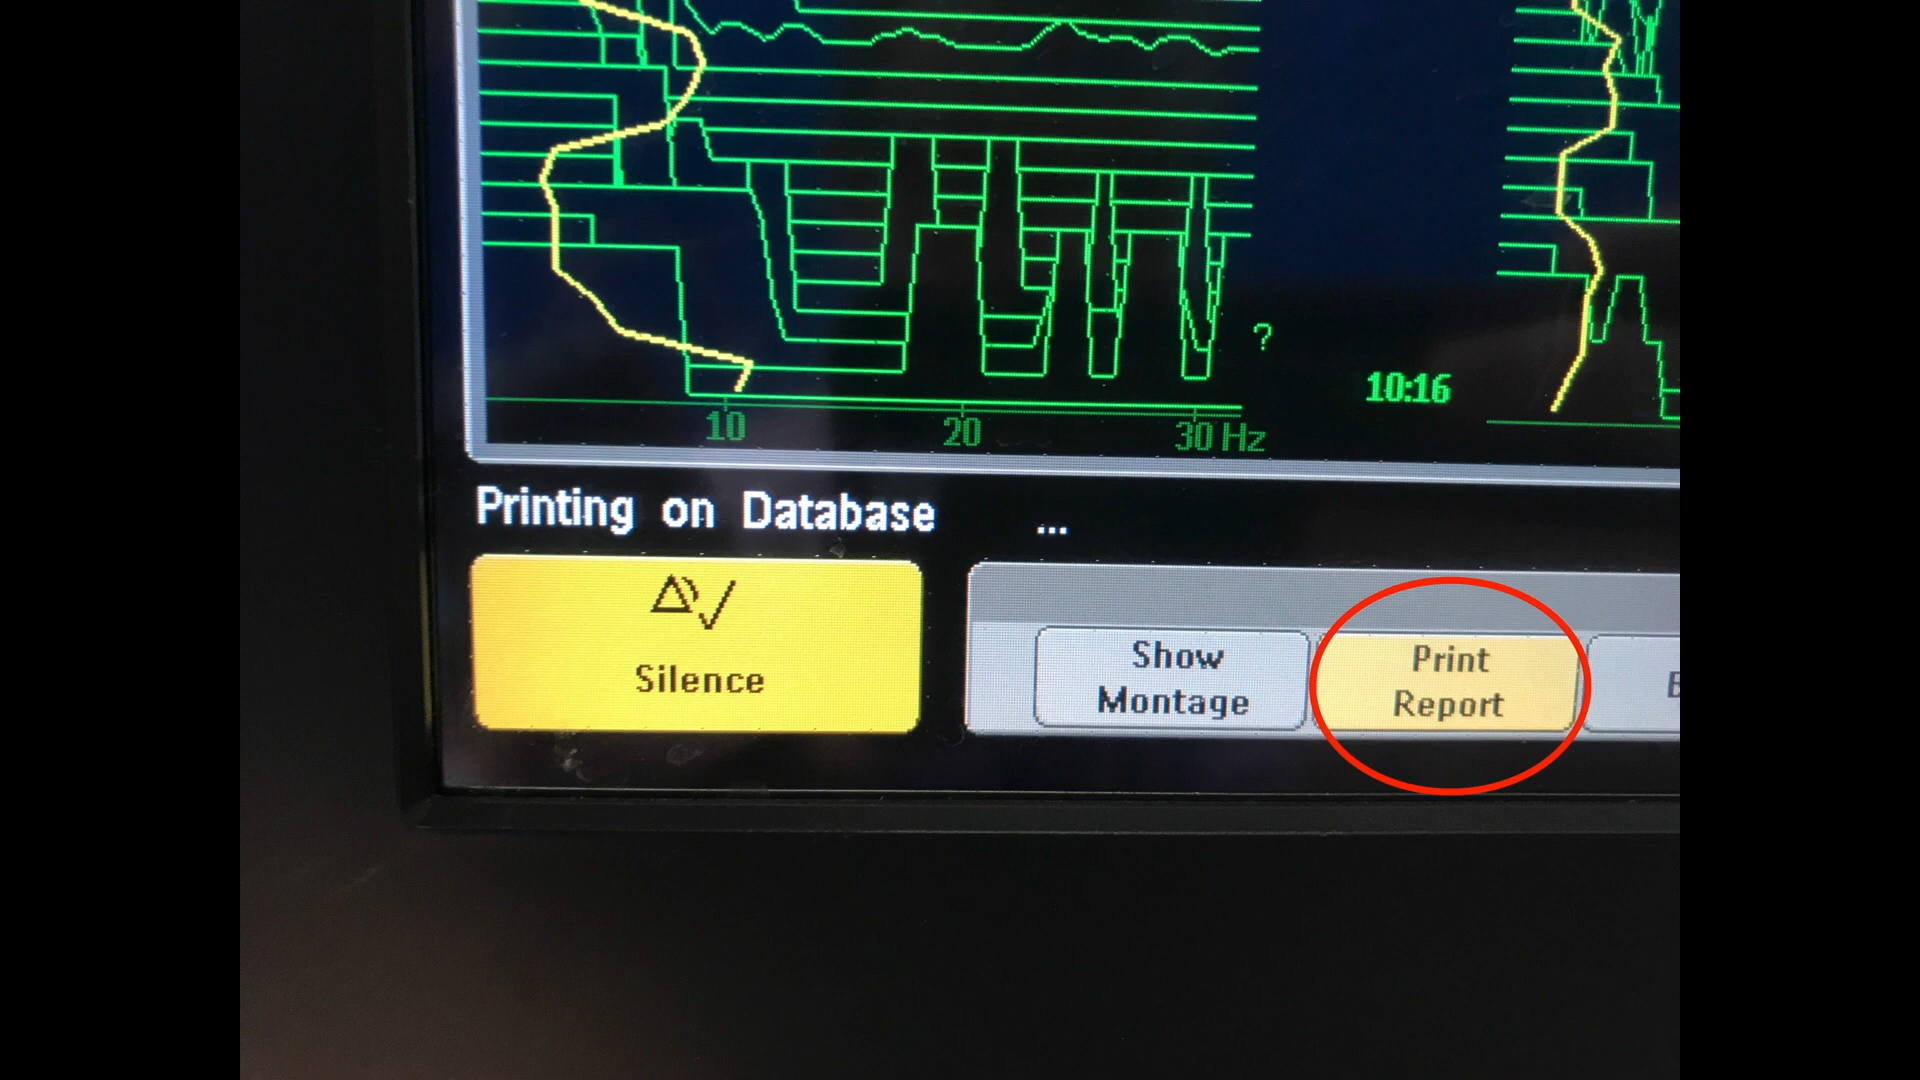 ?
10:16
10 20 30 Hz
Printing on Database ...
Silence
Show
Montage
Print
Report